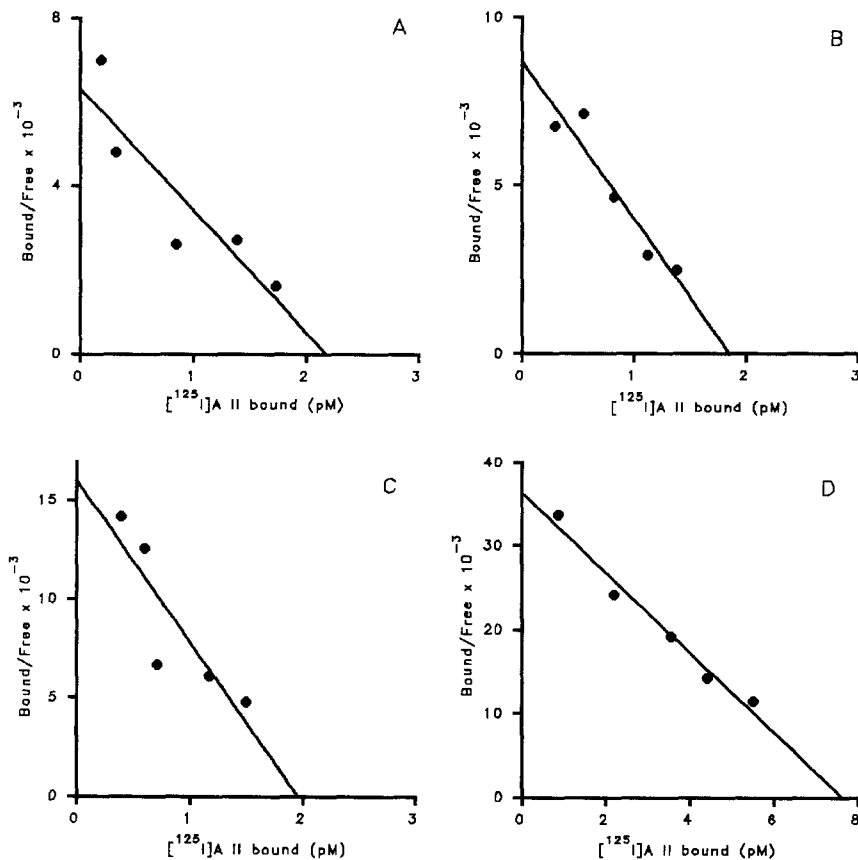 A
8
4
0
Bound/Free x 10⁻³
0 1 2 3
[¹²⁵I]A II bound (pM)
B
10
5
0
Bound/Free x 10⁻³
0 1 2 3
[¹²⁵I]A II bound (pM)
C
15
10
5
0
Bound/Free x 10⁻³
0 1 2 3
[¹²⁵I]A II bound (pM)
D
40
30
20
10
0
Bound/Free x 10⁻³
0 2 4 6 8
[¹²⁵I]A II bound (pM)